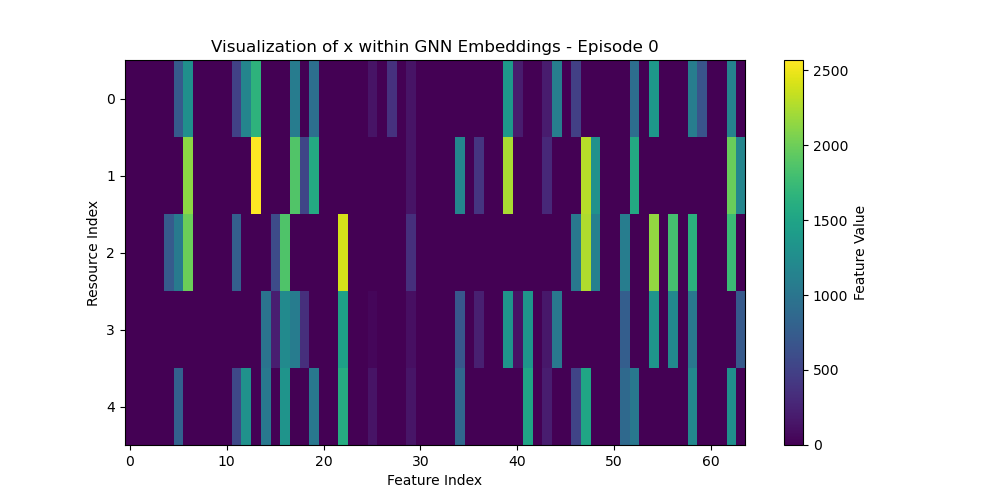 Visualization of x within GNN Embeddings - Episode 0
0
1
2
3
4
Resource Index
0 10 20 30 40 50 60
Feature Index
2500
2000
1500
1000
500
0
Feature Value